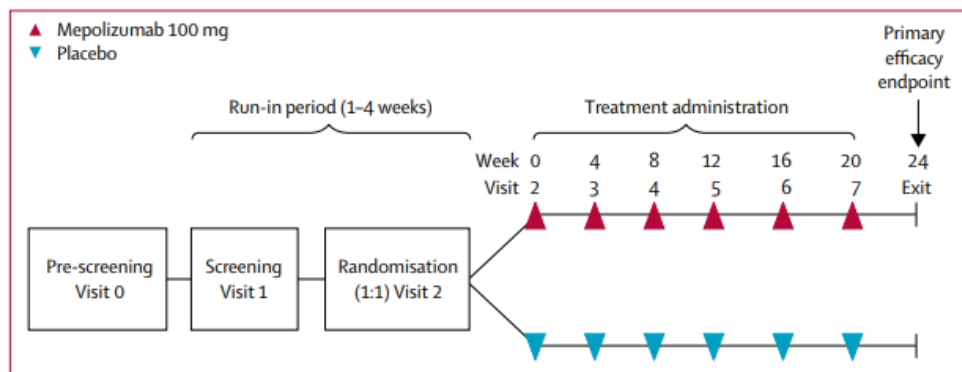 Mepolizumab 100 mg
Placebo
Primary
efficacy
endpoint
Run-in period (1–4 weeks)
Treatment administration
Week 0 4 8 12 16 20 24
Visit 2 3 4 5 6 7 Exit
Pre-screening
Visit 0
Screening
Visit 1
Randomisation
(1:1) Visit 2